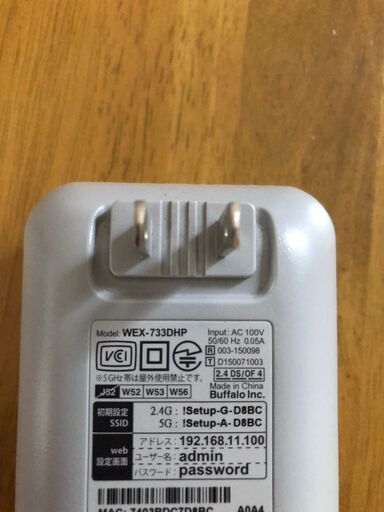 Model: WEX-733DHP
Input: AC 100V
50/60 Hz 0.05A
VCCI
R 003-150098
T D150071003
2.4 DS/OF 4
※5GHz帯は屋外使用禁止です。
J52 W52 W53 W56
Made in China
Buffalo Inc.
初期設定
SSID
2.4G : !Setup-G-D8BC
5G : !Setup-A-D8BC
web
設定画面
アドレス : 192.168.11.100
ユーザー名 : admin
パスワード : password
MAC: 7403BDC7D8BC A0A4